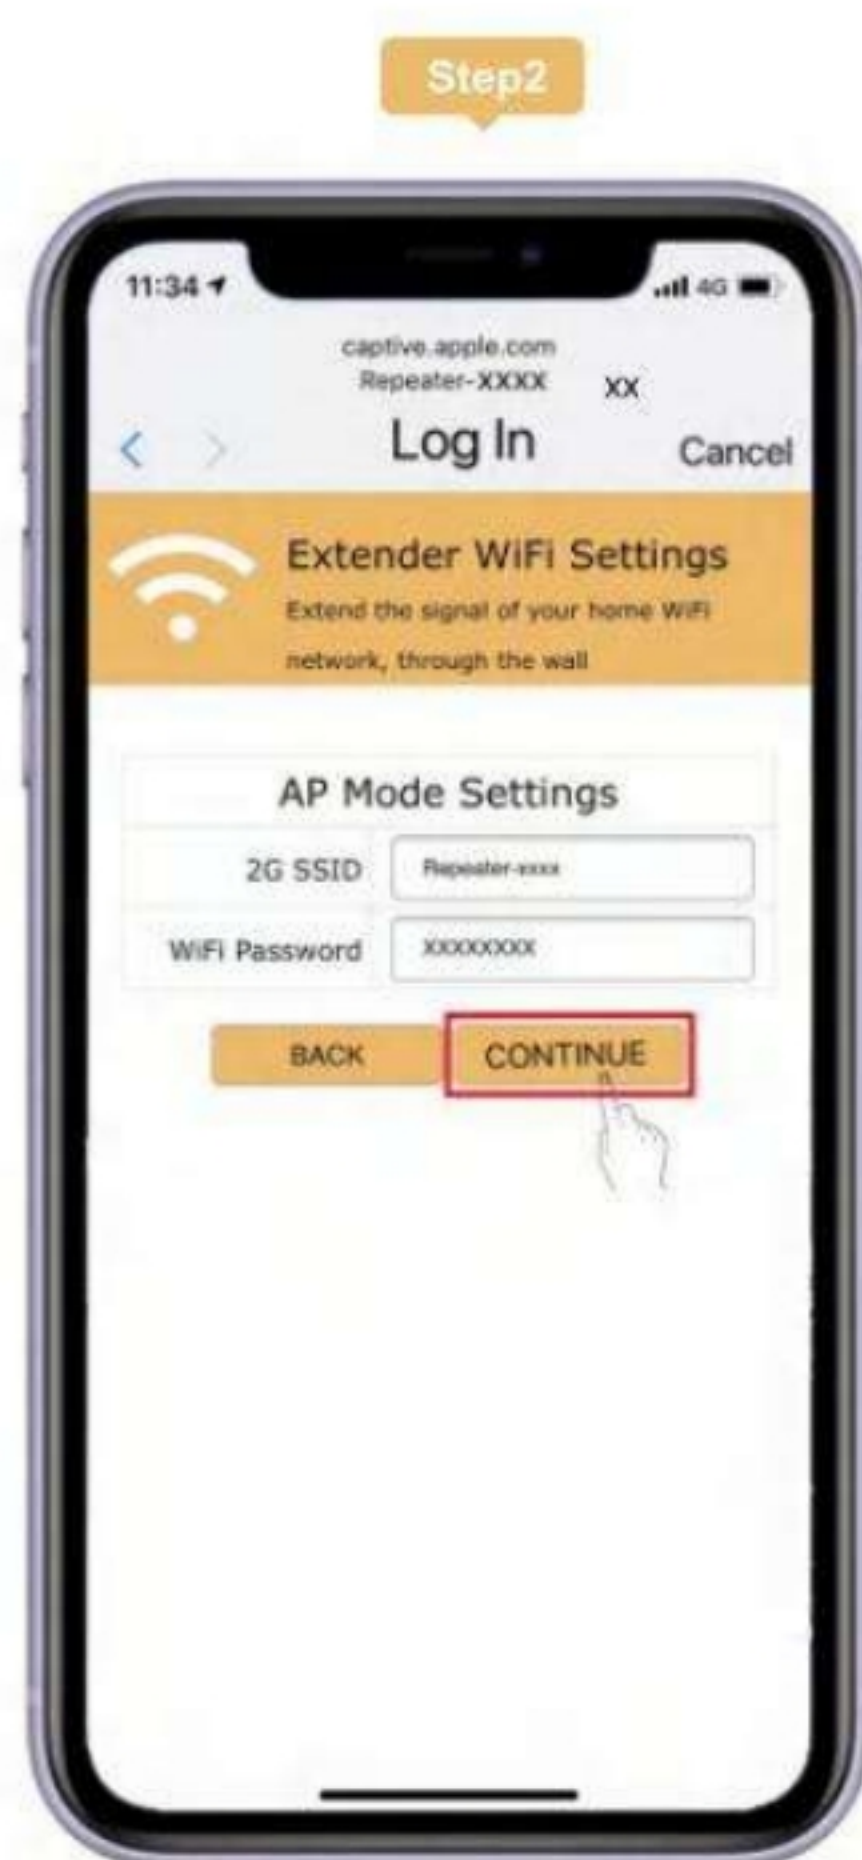 Step2
11:34 4G
captive.apple.com
Repeater-XXXX XX
< > Log In Cancel
Extender WiFi Settings
Extend the signal of your home WiFi
network, through the wall
AP Mode Settings
2G SSID Repeater-xxxx
WiFi Password XXXXXXXX
BACK CONTINUE